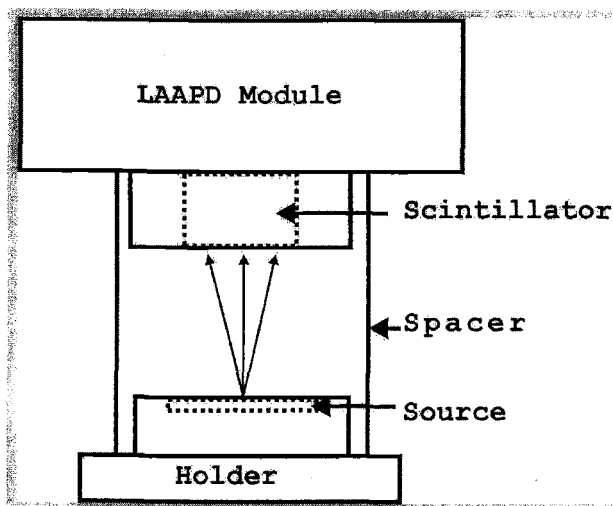 LAAPD Module
Scintillator
Spacer
Source
Holder